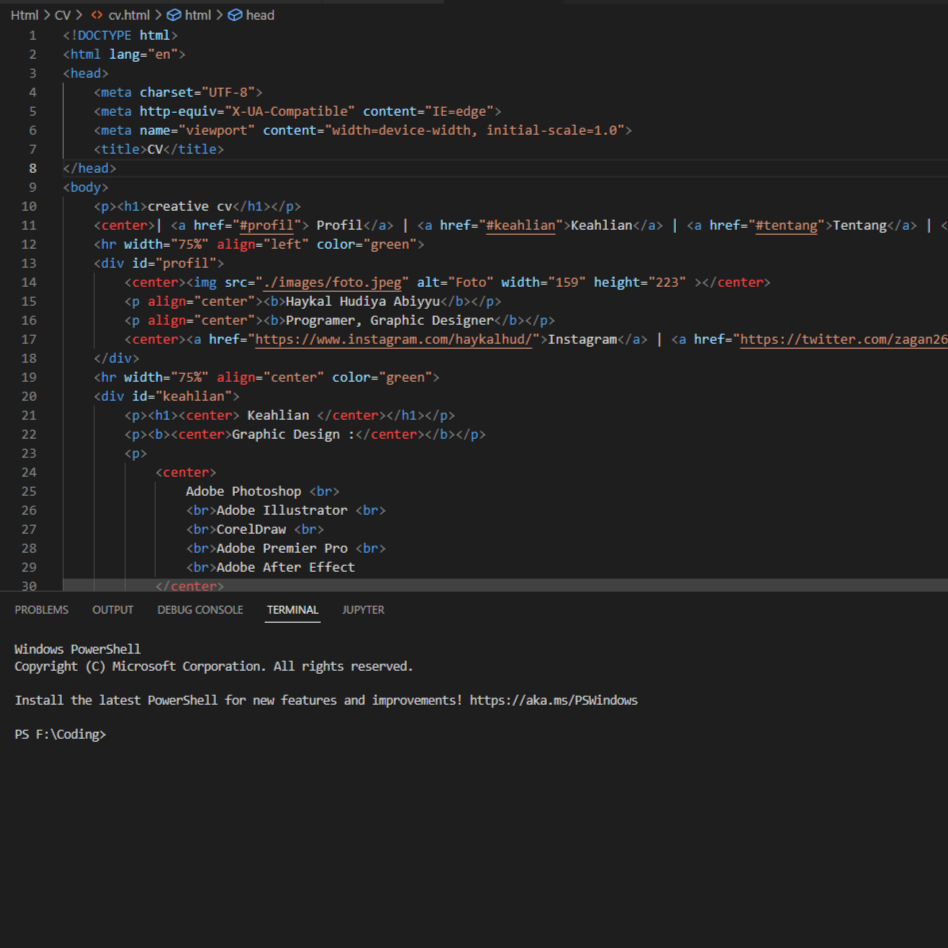 Html > CV > <> cv.html > html > head
1 <!DOCTYPE html>
2 <html lang="en">
3 <head>
4     <meta charset="UTF-8">
5     <meta http-equiv="X-UA-Compatible" content="IE=edge">
6     <meta name="viewport" content="width=device-width, initial-scale=1.0">
7     <title>CV</title>
8 </head>
9 <body>
10     <p><h1>creative cv</h1></p>
11     <center>| <a href="#profil"> Profil</a> | <a href="#keahlian">Keahlian</a> | <a href="#tentang">Tentang</a> | <
12     <hr width="75%" align="left" color="green">
13     <div id="profil">
14         <center><img src="./images/foto.jpeg" alt="Foto" width="159" height="223" ></center>
15         <p align="center"><b>Haykal Hudiya Abiyyu</b></p>
16         <p align="center"><b>Programer, Graphic Designer</b></p>
17         <center><a href="https://www.instagram.com/haykalhud/">Instagram</a> | <a href="https://twitter.com/zagan26
18     </div>
19     <hr width="75%" align="center" color="green">
20     <div id="keahlian">
21         <p><h1><center> Keahlian </center></h1></p>
22         <p><b><center>Graphic Design :</center></b></p>
23         <p>
24             <center>
25                 Adobe Photoshop <br>
26                 <br>Adobe Illustrator <br>
27                 <br>CorelDraw <br>
28                 <br>Adobe Premier Pro <br>
29                 <br>Adobe After Effect
30             </center>
PROBLEMS OUTPUT DEBUG CONSOLE TERMINAL JUPYTER
Windows PowerShell
Copyright (C) Microsoft Corporation. All rights reserved.
Install the latest PowerShell for new features and improvements! https://aka.ms/PSWindows
PS F:\Coding>